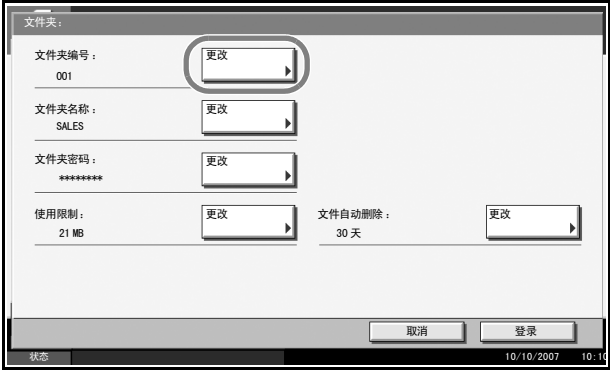 文件夹：
文件夹编号：
001
更改
文件夹名称：
SALES
更改
文件夹密码：
********
更改
使用限制：
21 MB
更改
文件自动删除：
30 天
更改
取消
登录
状态
10/10/2007 10:10